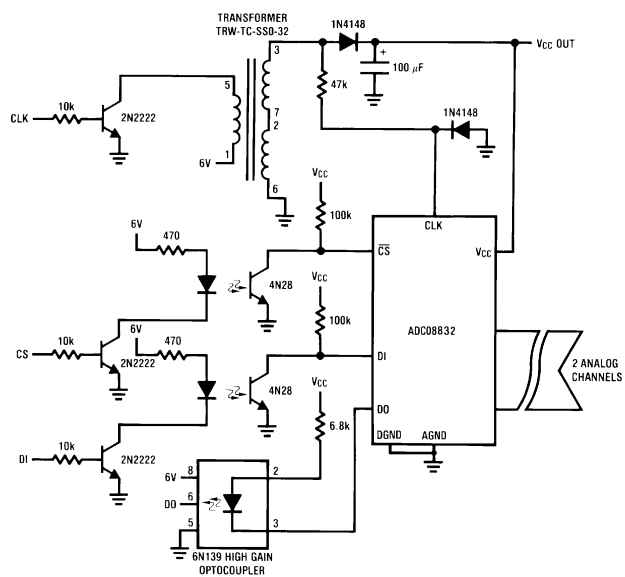 TRANSFORMER
TRW-TC-SSD-32
1N4148
3
VCC OUT
+
100 µF
47k
5
10k
CLK
2N2222
7
2
1N4148
1
6V
6
VCC
100k
CLK
6V
470
CS
VCC
4N28
VCC
6V
470
100k
ADC08832
10k
CS
2N2222
DI
2 ANALOG
CHANNELS
4N28
VCC
DO
6.8k
10k
DI
2N2222
DGND
AGND
6V
8
2
DO
6
5
3
6N139 HIGH GAIN
OPTOCOUPLER